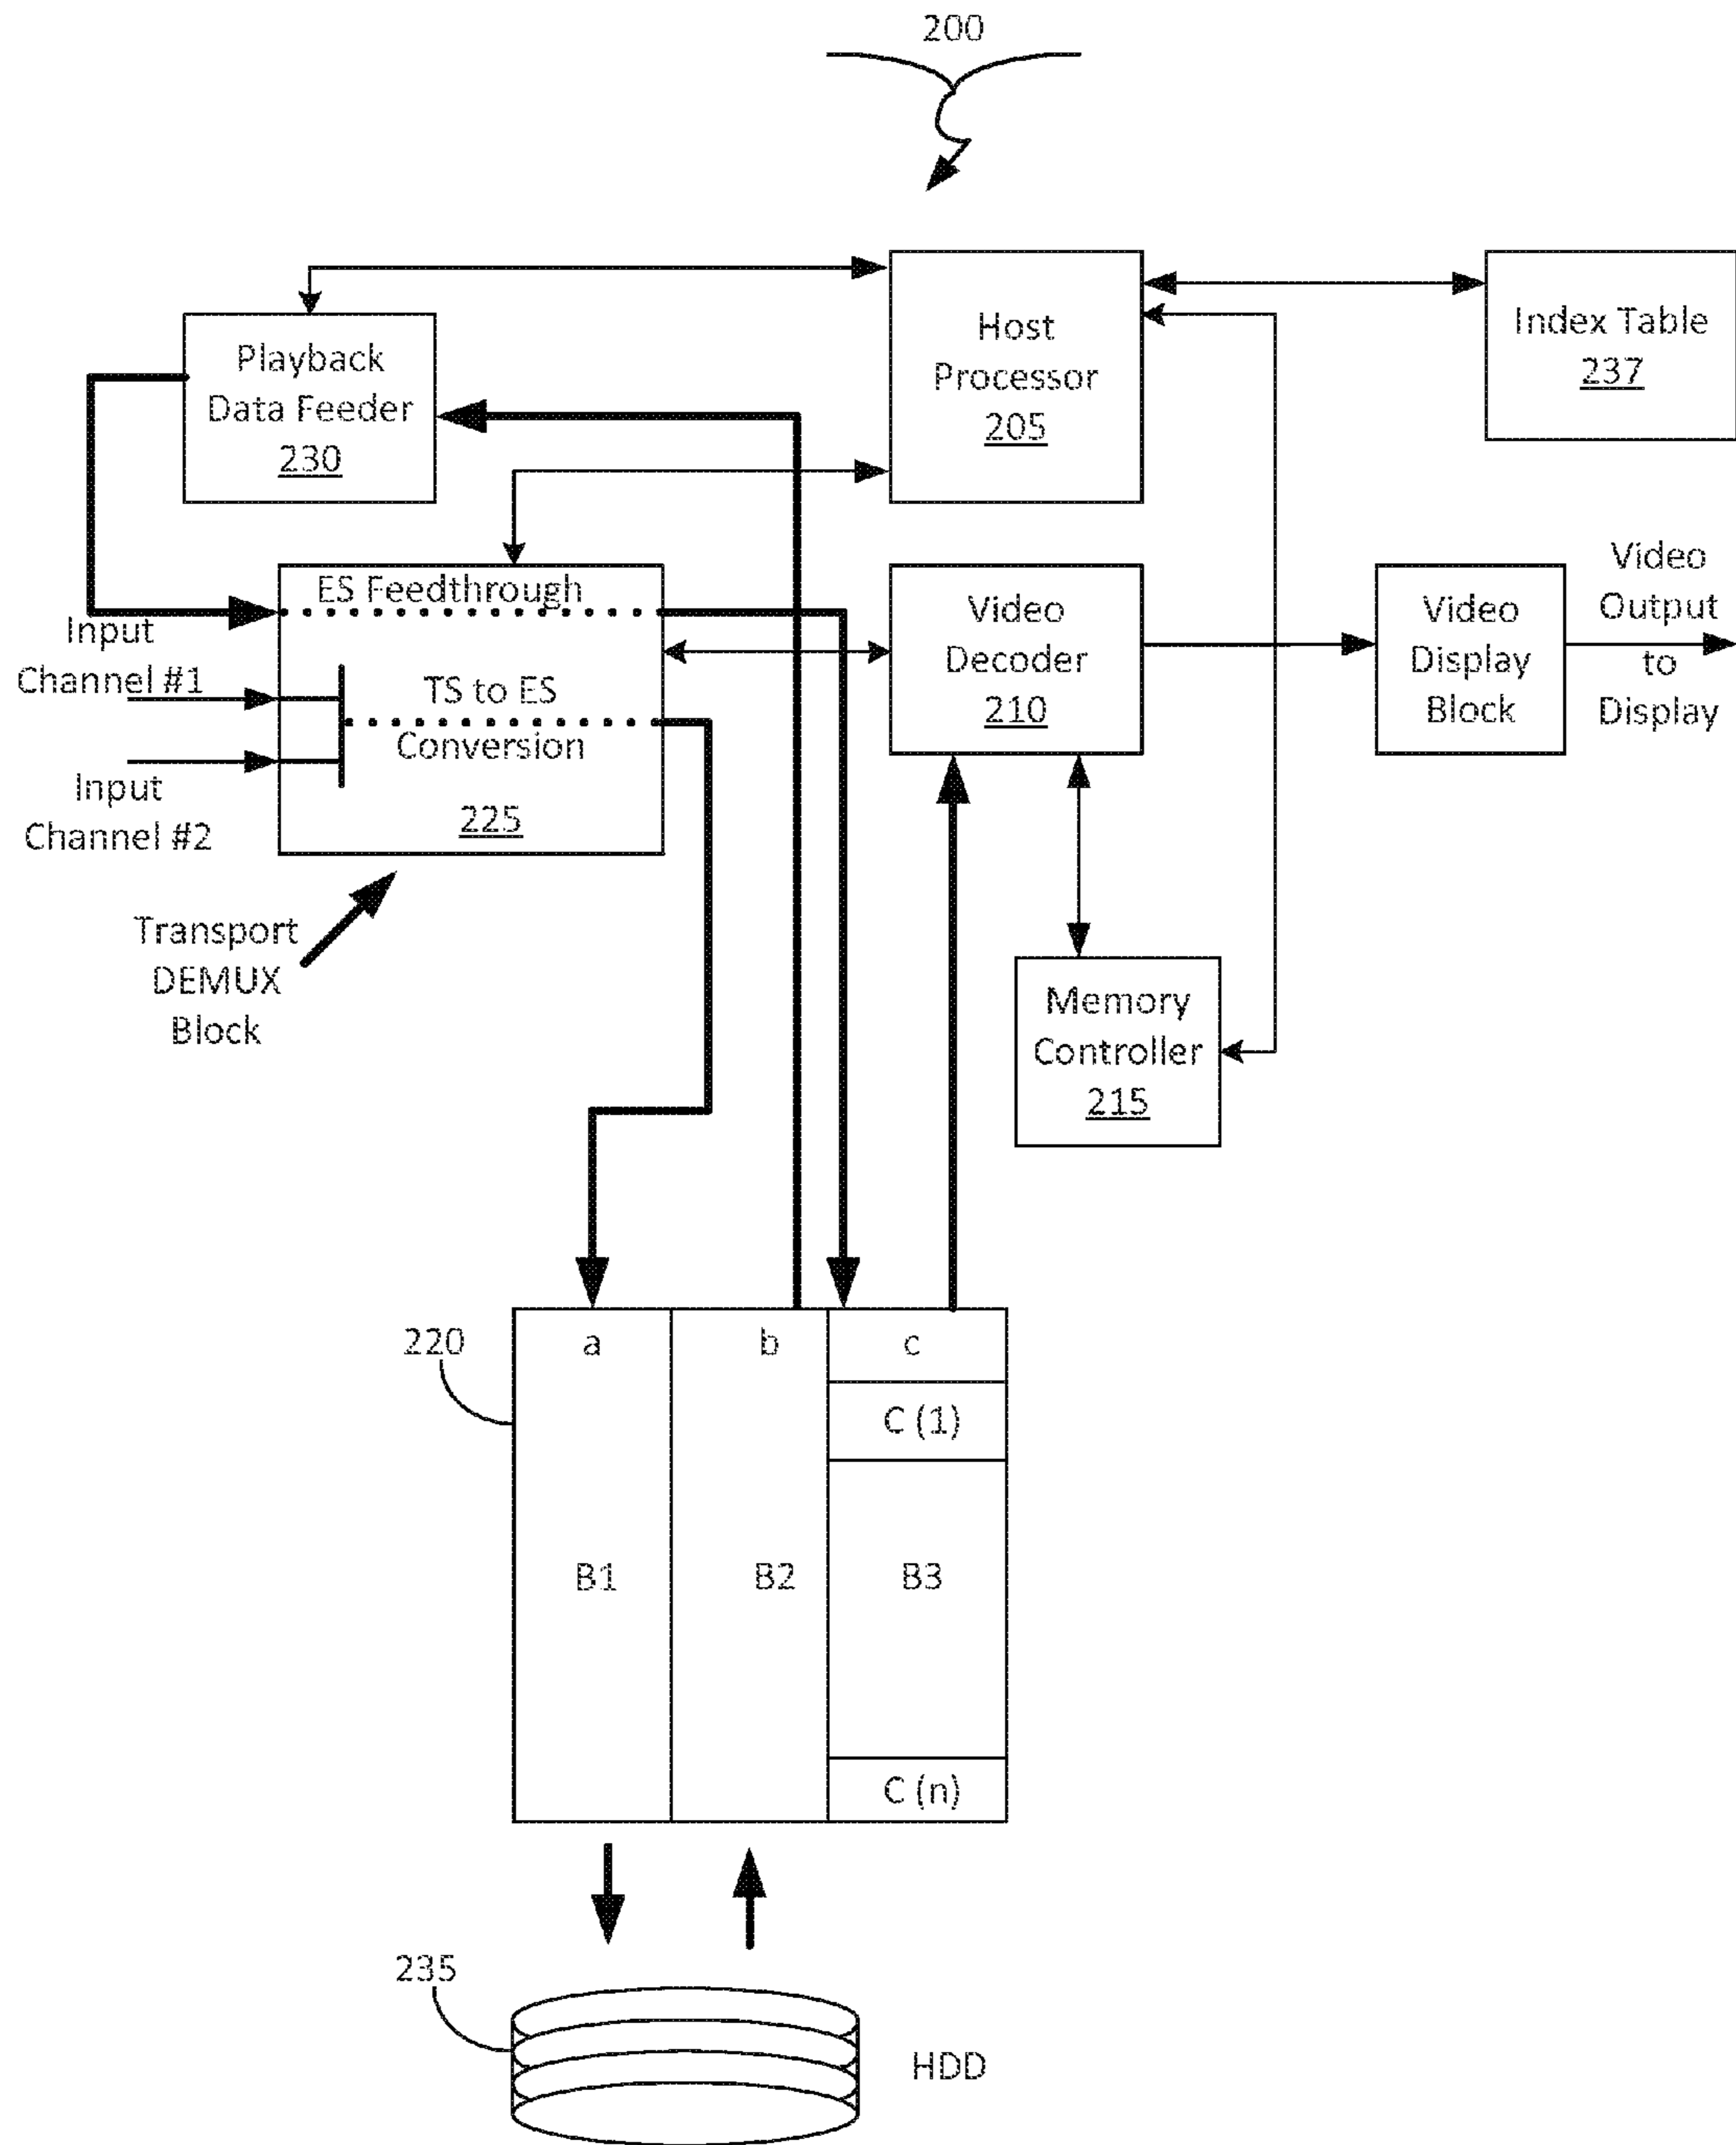 200
Host
Processor
205
Index Table
237
Playback
Data Feeder
230
ES Feedthrough
TS to ES
Conversion
225
Input
Channel #1
Input
Channel #2
Transport
DEMUX
Block
Video
Decoder
210
Video
Display
Block
Video
Output
to
Display
Memory
Controller
215
220
a
b
c
C (1)
B1
B2
B3
C (n)
235
HDD